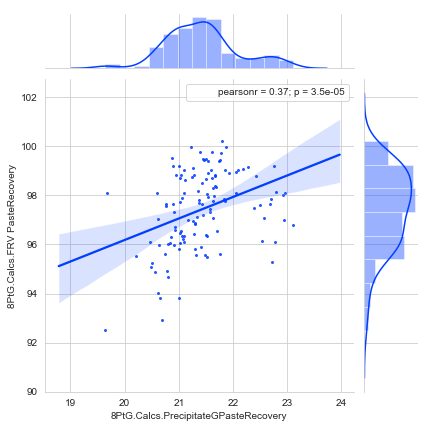 pearsonr = 0.37; p = 3.5e-05
102
100
98
96
94
92
90
8PtG.Calcs.FRV PasteRecovery
19 20 21 22 23 24
8PtG.Calcs.PrecipitateGPasteRecovery